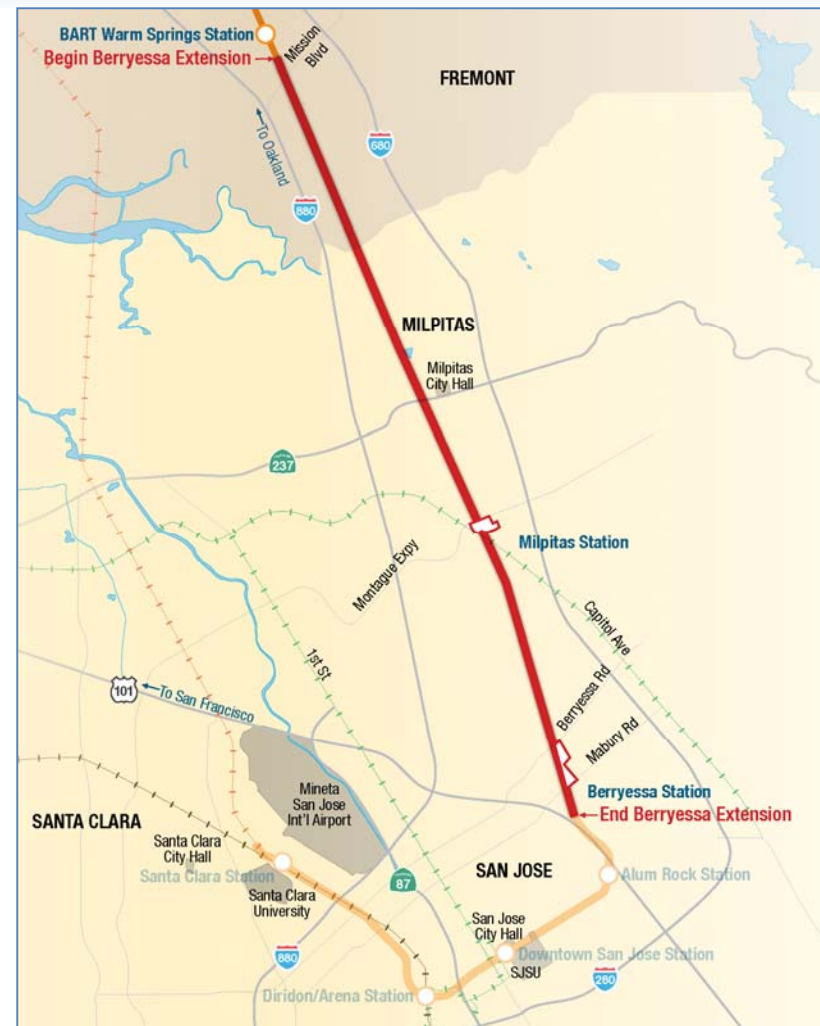 BART Warm Springs Station
Begin Berryessa Extension
Mission
Blvd
FREMONT
To Oakland
680
880
MILPITAS
Milpitas
City Hall
237
Milpitas Station
Montague Expy
Capitol Ave
1st St
101
To San Francisco
Berryessa Rd
Mabury Rd
Mineta
San Jose
Int'l Airport
Berryessa Station
End Berryessa Extension
SANTA CLARA
Santa Clara
City Hall
Santa Clara Station
Santa Clara
University
87
SAN JOSE
Alum Rock Station
San Jose
City Hall
Downtown San Jose Station
SJSU
880
280
Diridon/Arena Station